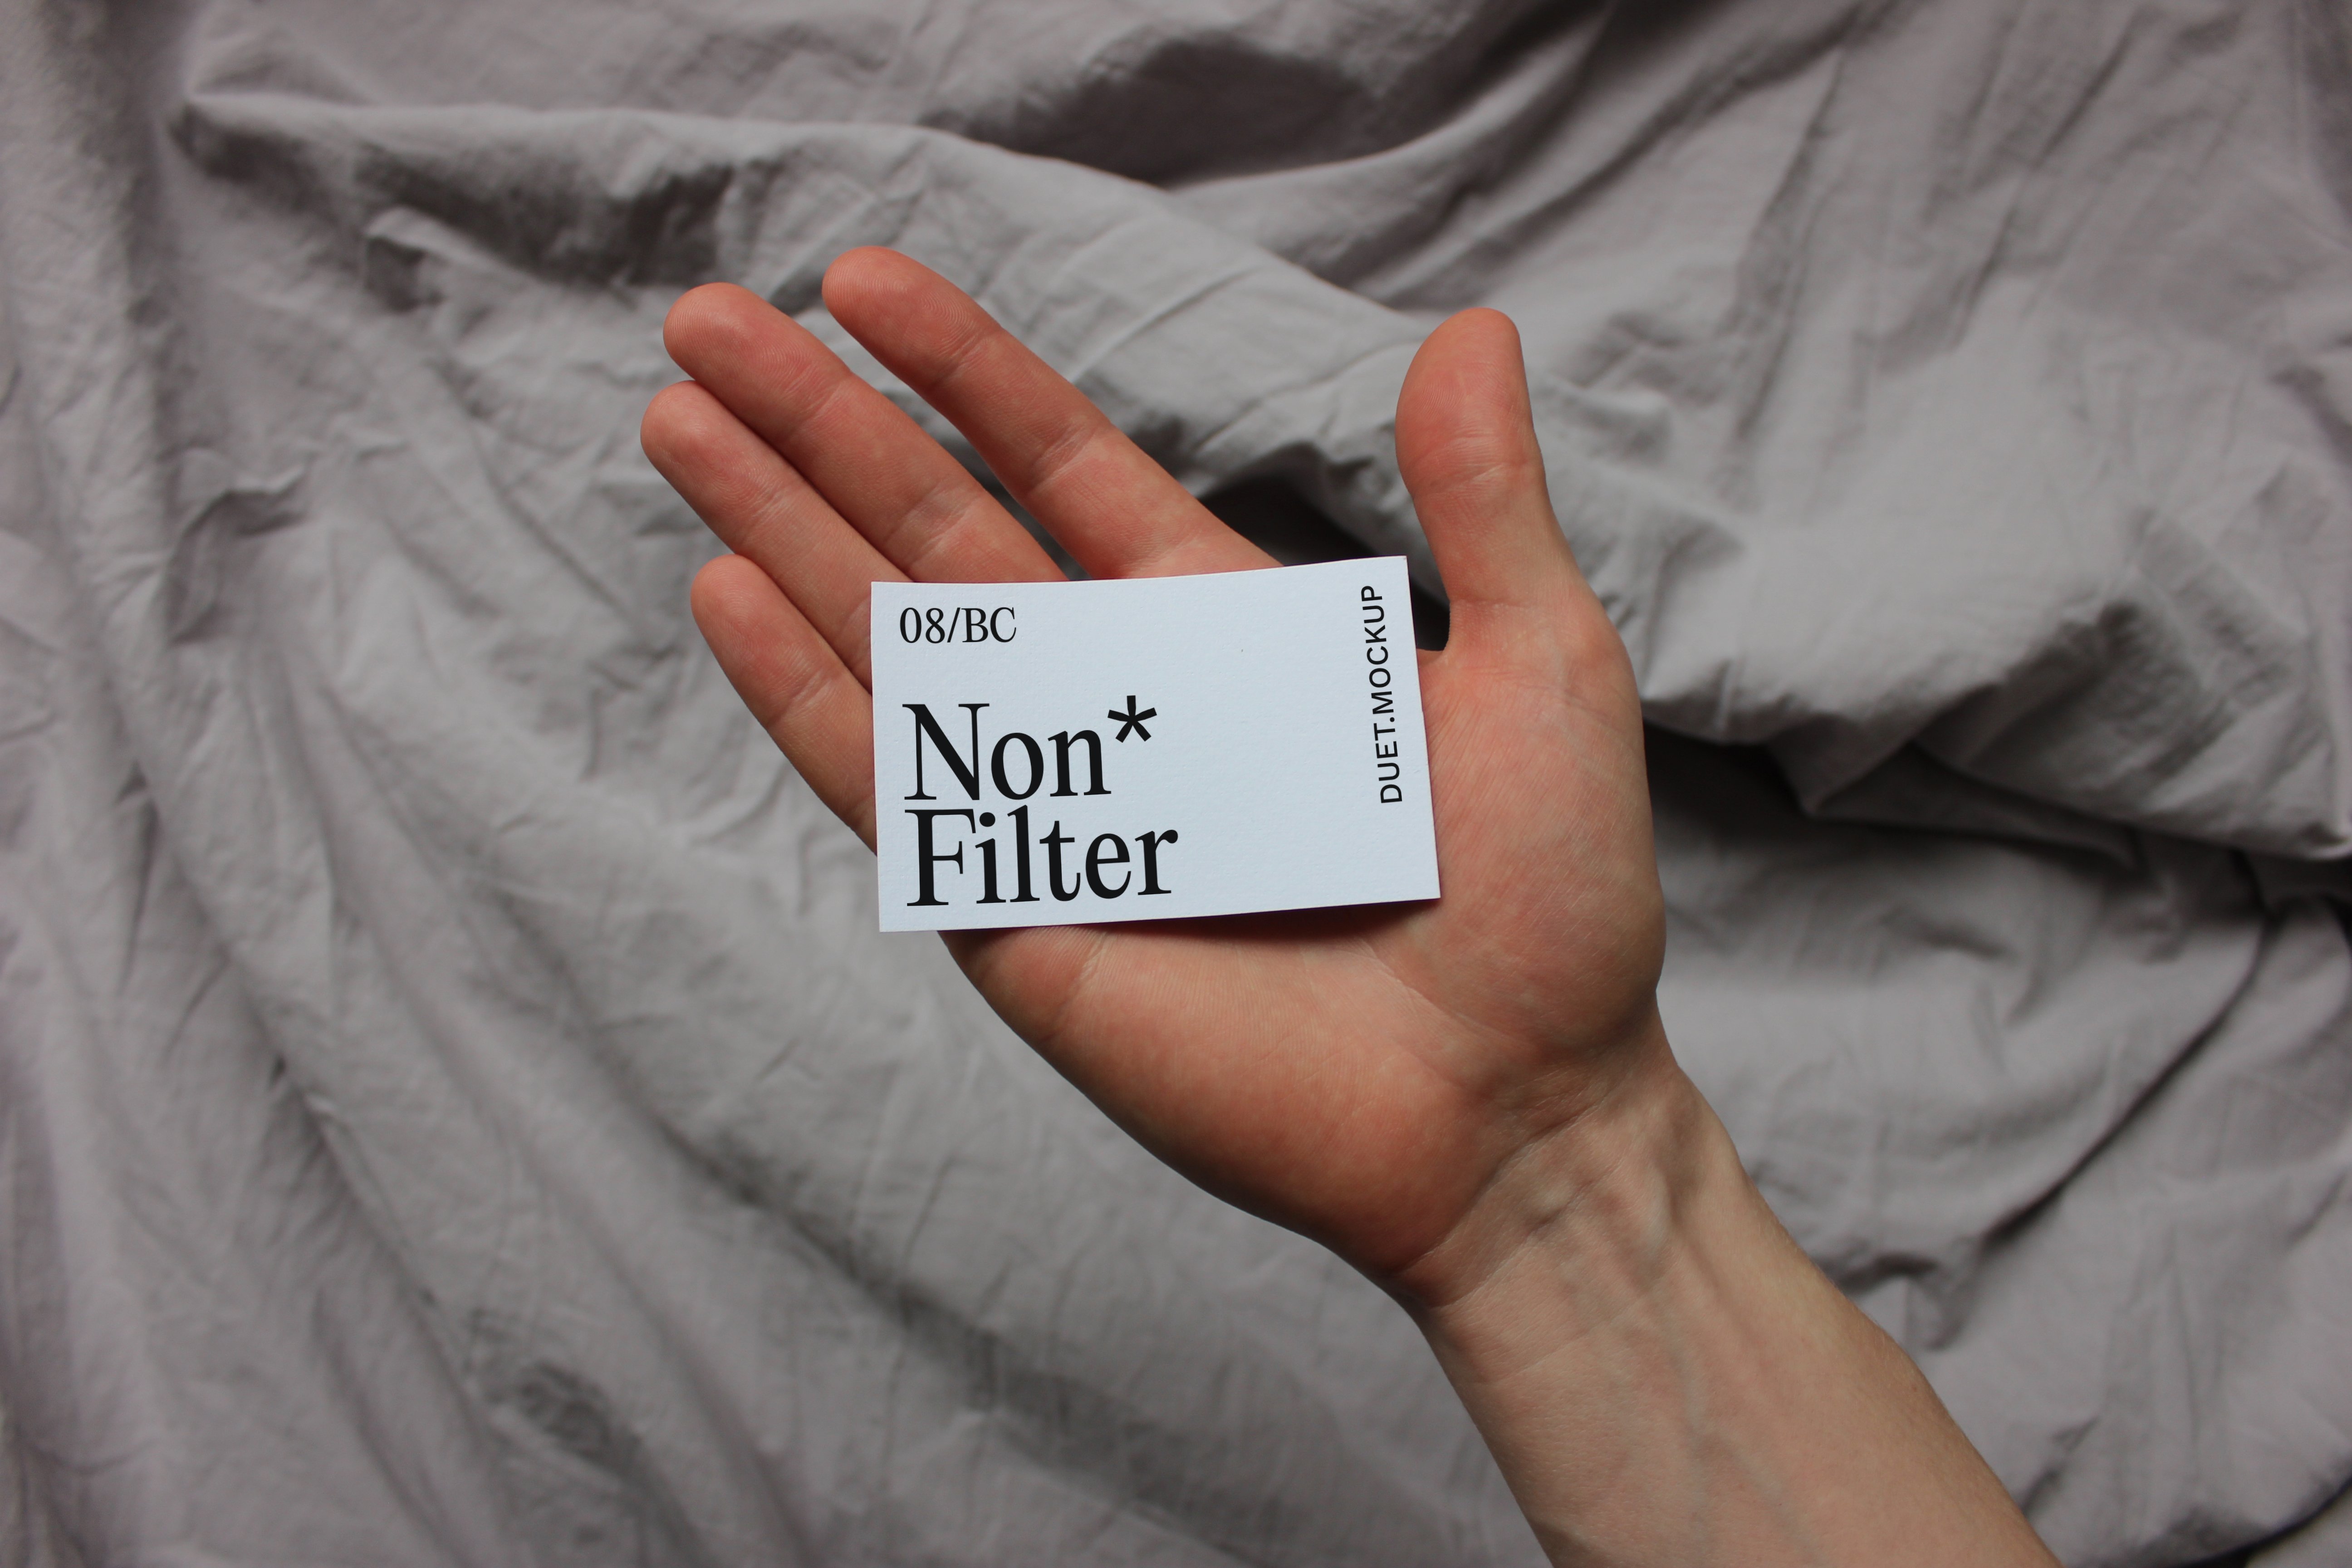 08/BC
Non*
Filter
DUET.MOCKUP